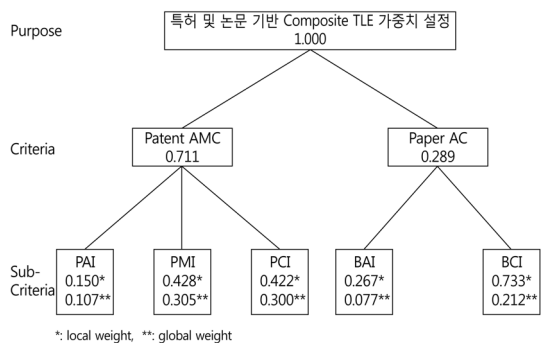 Purpose
특허 및 논문 기반 Composite TLE 가중치 설정
1.000
Criteria
Patent AMC
0.711
Paper AC
0.289
Sub-
Criteria
PAI
0.150*
0.107**
PMI
0.428*
0.305**
PCI
0.422*
0.300**
BAI
0.267*
0.077**
BCI
0.733*
0.212**
*: local weight, **: global weight